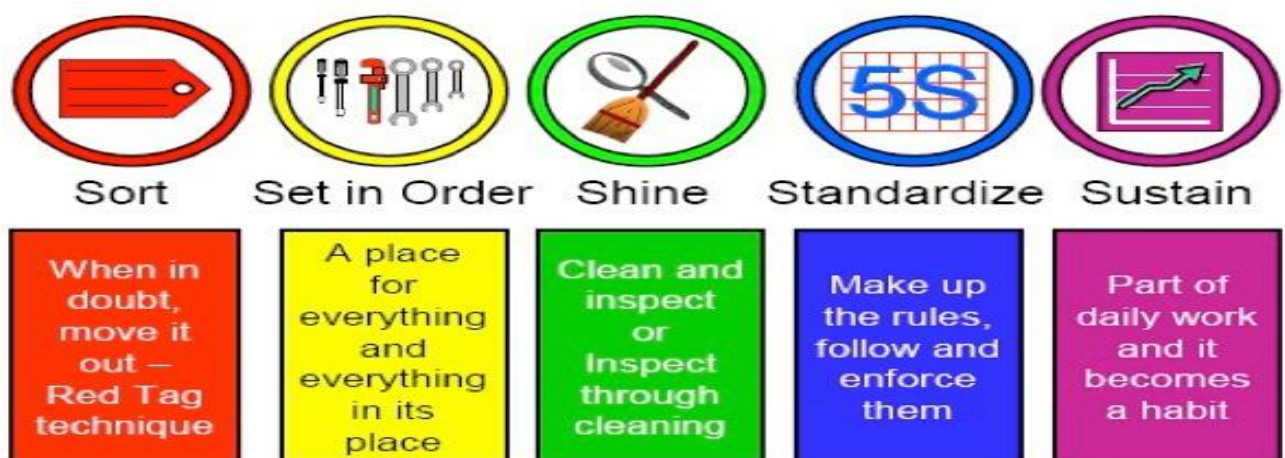 5S
Sort
Set in Order
Shine
Standardize
Sustain
When in
doubt,
move it
out –
Red Tag
technique
A place
for
everything
and
everything
in its
place
Clean and
inspect
or
Inspect
through
cleaning
Make up
the rules,
follow and
enforce
them
Part of
daily work
and it
becomes
a habit